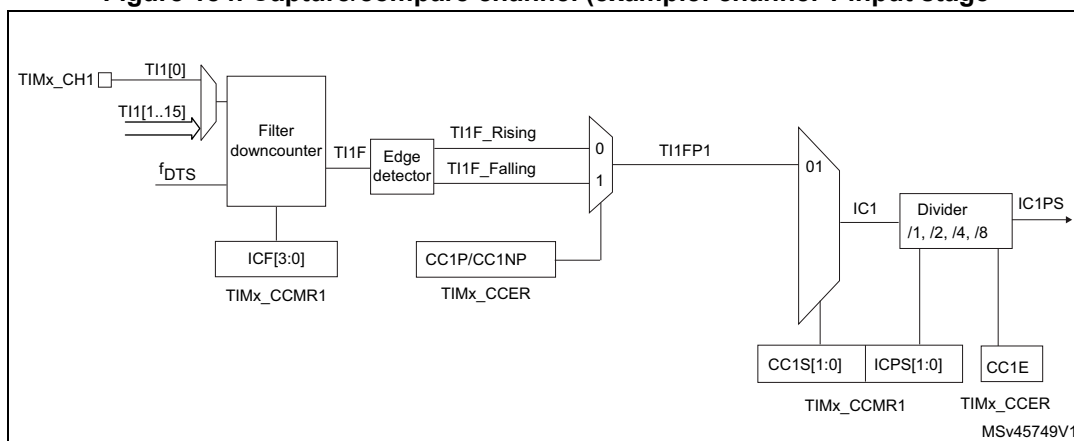 Figure 184. Capture/compare channel (example: channel 1 input stage
TIMx_CH1
TI1[0]
TI1[1..15]
fDTS
Filter
downcounter
ICF[3:0]
TIMx_CCMR1
TI1F
Edge
detector
TI1F_Rising
TI1F_Falling
0
1
CC1P/CC1NP
TIMx_CCER
TI1FP1
01
IC1
Divider
/1, /2, /4, /8
IC1PS
CC1S[1:0]
ICPS[1:0]
TIMx_CCMR1
CC1E
TIMx_CCER
MSv45749V1